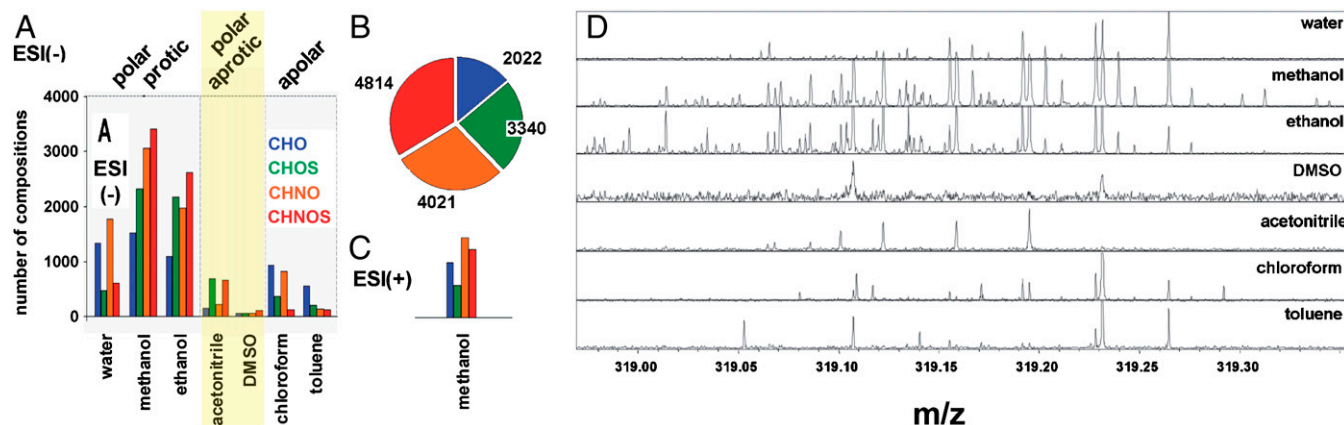 A
ESI(-)
polar
protic
polar
aprotic
apolar
4000
3000
2000
1000
0
number of compositions
A
ESI
(-)
CHO
CHOS
CHNO
CHNOS
water
methanol
ethanol
acetonitrile
DMSO
chloroform
toluene
B
2022
3340
4021
4814
C
ESI(+)
methanol
D
water
methanol
ethanol
DMSO
acetonitrile
chloroform
toluene
319.00 319.05 319.10 319.15 319.20 319.25 319.30
m/z